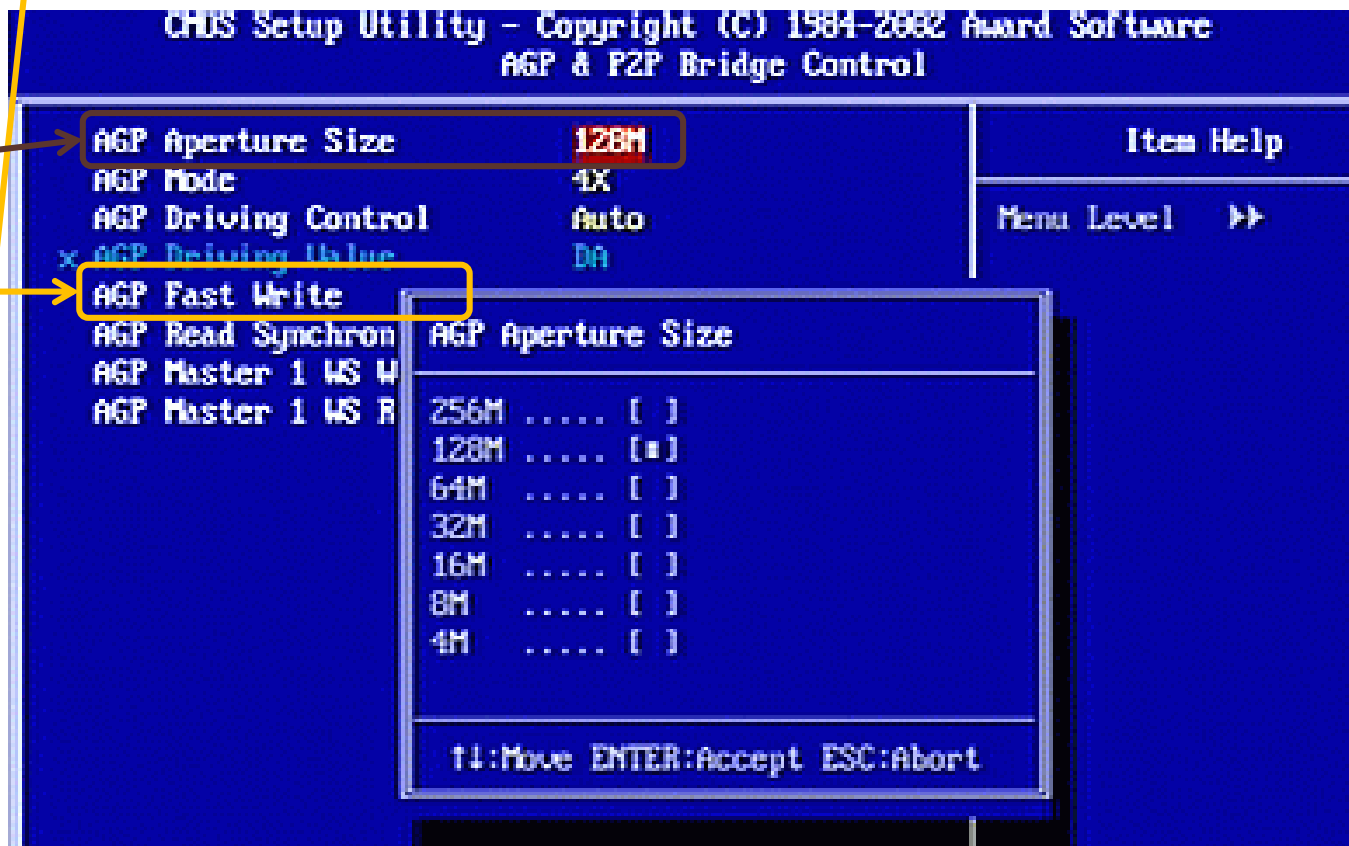 CMOS Setup Utility - Copyright (C) 1984-2002 Award Software
AGP & P2P Bridge Control
AGP Aperture Size 128M
AGP Mode 4X
AGP Driving Control Auto
x AGP Driving Value DA
AGP Fast Write
AGP Read Synchron
AGP Master 1 WS W
AGP Master 1 WS R
Item Help
Menu Level ▶▶
AGP Aperture Size
256M ..... [ ]
128M ..... [■]
64M ..... [ ]
32M ..... [ ]
16M ..... [ ]
8M ..... [ ]
4M ..... [ ]
↑↓:Move ENTER:Accept ESC:Abort